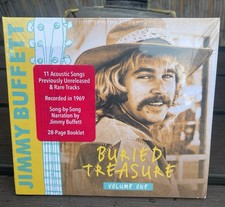 JIMMY BUFFETT
11 Acoustic Songs
Previously Unreleased
& Rare Tracks
Recorded in 1969
Song-by-Song
Narration by
Jimmy Buffett
28-Page Booklet
BURIED
TREASURE
VOLUME ONE